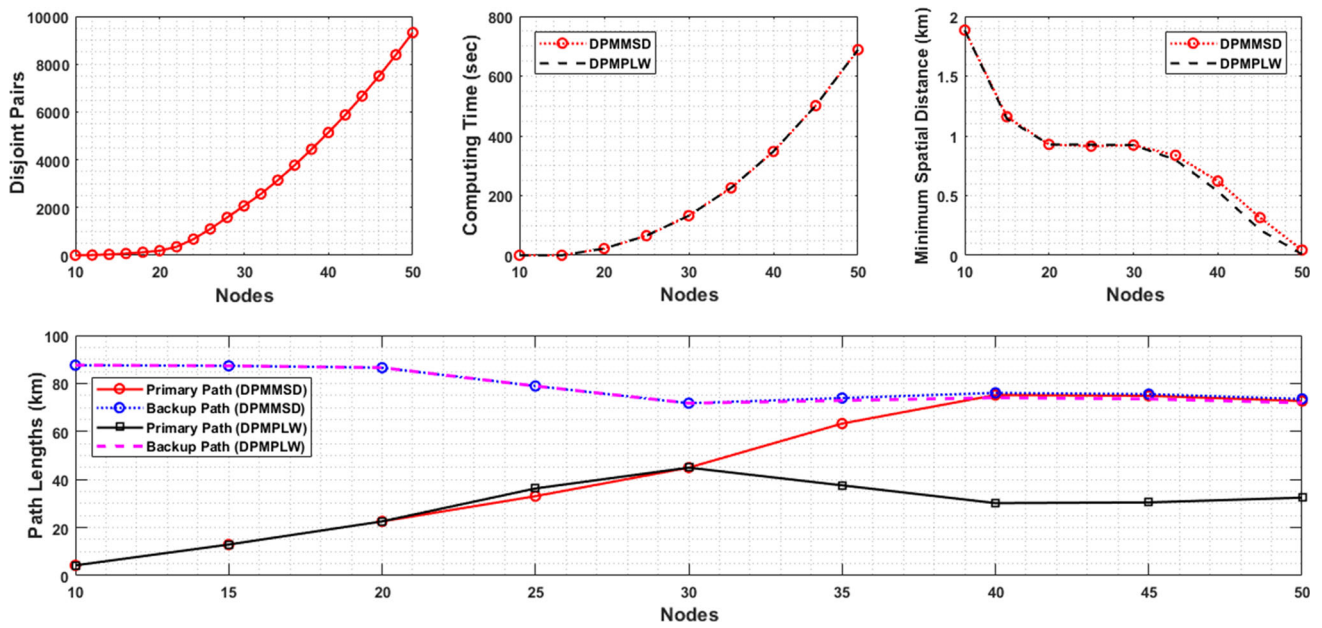 10000
8000
6000
4000
2000
0
Disjoint Pairs
10 20 30 40 50
Nodes
800
600
400
200
0
Computing Time (sec)
DPMMSD
DPMPLW
10 20 30 40 50
Nodes
2
1.5
1
0.5
0
Minimum Spatial Distance (km)
DPMMSD
DPMPLW
10 20 30 40 50
Nodes
100
80
60
40
20
0
Path Lengths (km)
Primary Path (DPMMSD)
Backup Path (DPMMSD)
Primary Path (DPMPLW)
Backup Path (DPMPLW)
10 15 20 25 30 35 40 45 50
Nodes